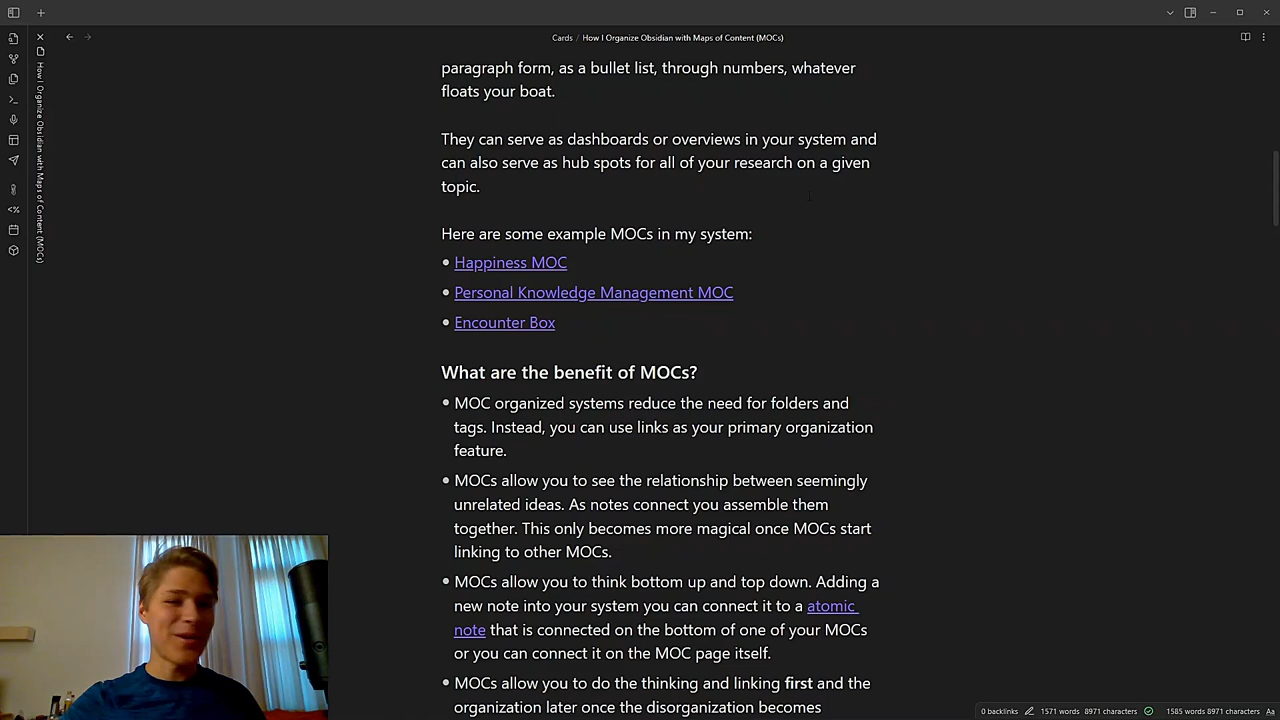 Cards / How I Organize Obsidian with Maps of Content (MOCs)
How I Organize Obsidian with Maps of Content (MOCs)
paragraph form, as a bullet list, through numbers, whatever
floats your boat.
They can serve as dashboards or overviews in your system and
can also serve as hub spots for all of your research on a given
topic.
Here are some example MOCs in my system:
Happiness MOC
Personal Knowledge Management MOC
Encounter Box
What are the benefit of MOCs?
MOC organized systems reduce the need for folders and
tags. Instead, you can use links as your primary organization
feature.
MOCs allow you to see the relationship between seemingly
unrelated ideas. As notes connect you assemble them
together. This only becomes more magical once MOCs start
linking to other MOCs.
MOCs allow you to think bottom up and top down. Adding a
new note into your system you can connect it to a atomic
note that is connected on the bottom of one of your MOCs
or you can connect it on the MOC page itself.
MOCs allow you to do the thinking and linking first and the
organization later once the disorganization becomes
0 backlinks 1571 words 8971 characters 1585 words 8971 characters Aa